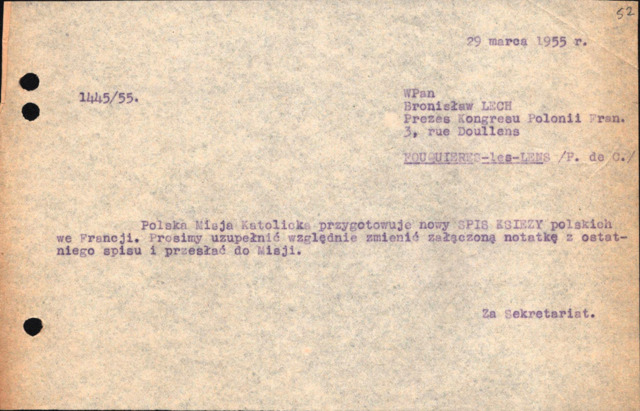 52
29 marca 1955 r.
1445/55.
WPan
Bronisław LECH
Prezes Kongresu Polonii Fran.
3, rue Doullens
FOUQUIERES-les-LENS /P. de C./
Polska Misja Katolicka przygotowuje nowy SPIS KSIEZY polskich
we Francji. Prosimy uzupełnić względnie zmienić załączoną notatkę z ostat-
niego spisu i przesłać do Misji.
Za Sekretariat.